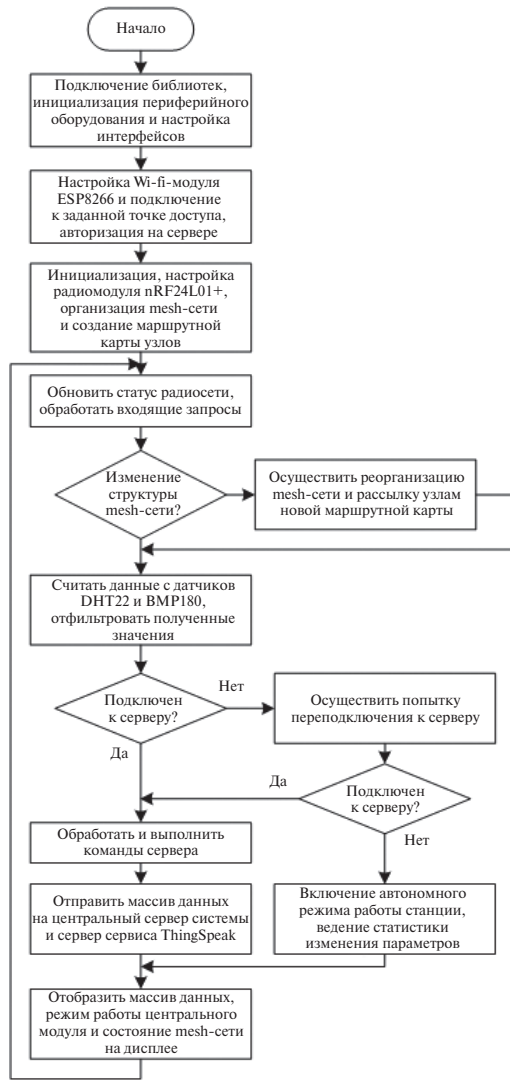 Начало
Подключение библиотек,
инициализация периферийного
оборудования и настройка
интерфейсов
Настройка Wi-fi-модуля
ESP8266 и подключение
к заданной точке доступа,
авторизация на сервере
Инициализация, настройка
радиомодуля nRF24L01+,
организация mesh-сети
и создание маршрутной
карты узлов
Обновить статус радиосети,
обработать входящие запросы
Изменение
структуры
mesh-сети?
Осуществить реорганизацию
mesh-сети и рассылку узлам
новой маршрутной карты
Считать данные с датчиков
DHT22 и BMP180,
отфильтровать полученные
значения
Подключен
к серверу?
Нет
Да
Осуществить попытку
переподключения к серверу
Подключен
к серверу?
Да
Нет
Обработать и выполнить
команды сервера
Отправить массив данных
на центральный сервер системы
и сервер сервиса ThingSpeak
Включение автономного
режима работы станции,
ведение статистики
изменения параметров
Отобразить массив данных,
режим работы центрального
модуля и состояние mesh-сети
на дисплее